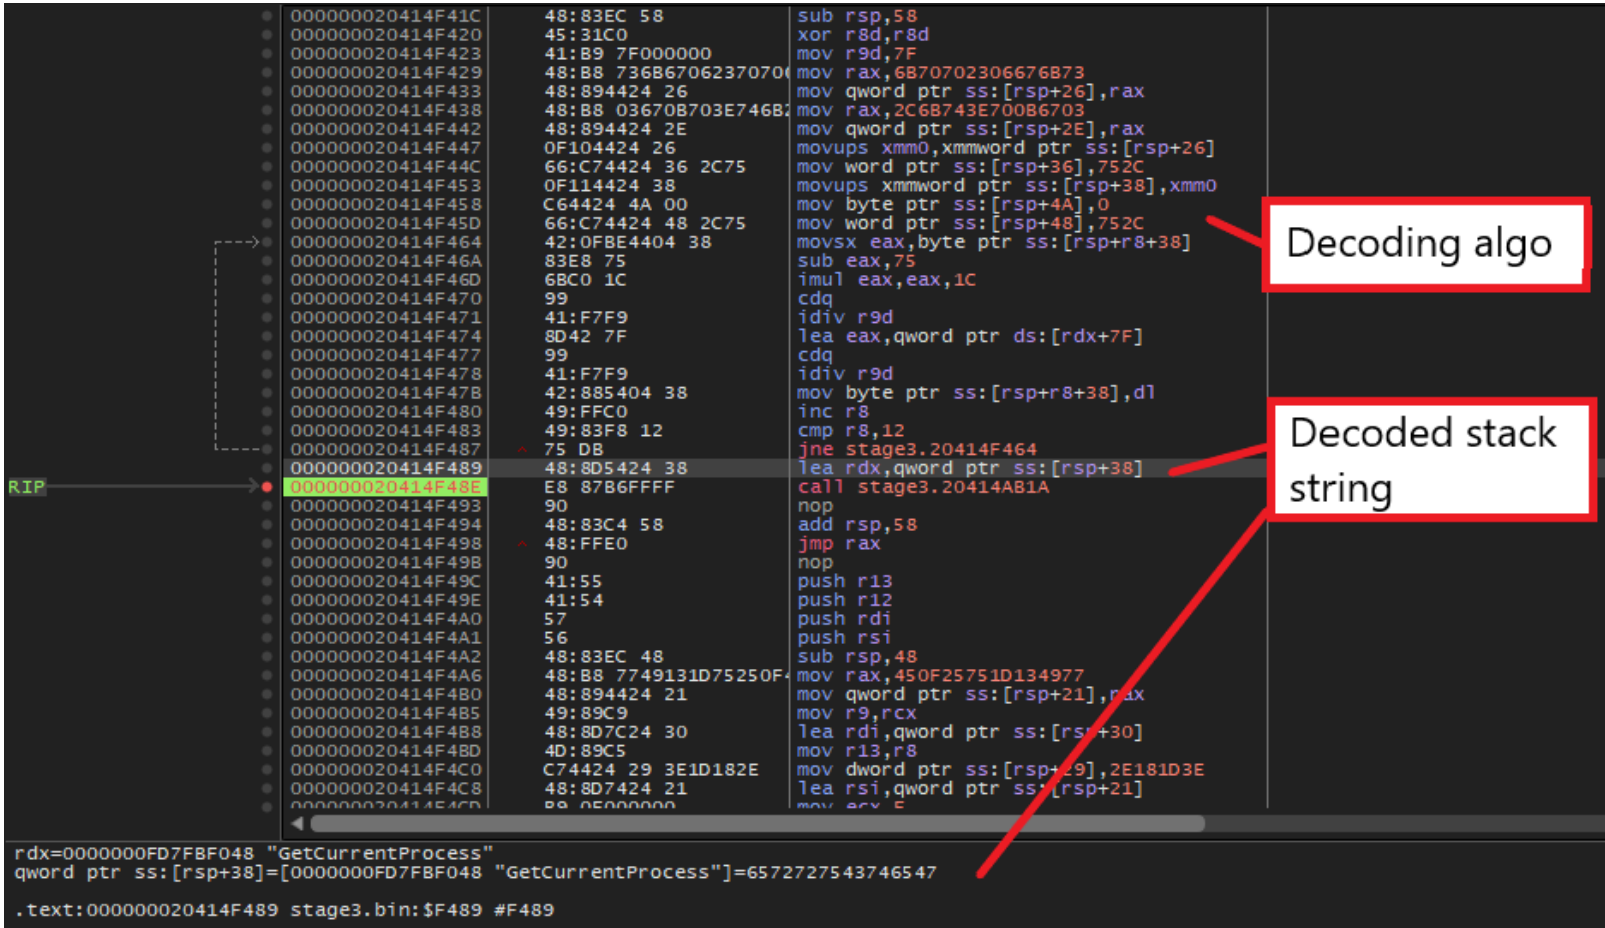 000000020414F41C 48:83EC 58 sub rsp,58
000000020414F420 45:31C0 xor r8d,r8d
000000020414F423 41:B9 7F000000 mov r9d,7F
000000020414F429 48:B8 736B670623707 mov rax,6B70702306676B73
000000020414F433 48:894424 26 mov qword ptr ss:[rsp+26],rax
000000020414F438 48:B8 03670B703E746B mov rax,2C6B743E700B6703
000000020414F442 48:894424 2E mov qword ptr ss:[rsp+2E],rax
000000020414F447 0F104424 26 movups xmm0,xmmword ptr ss:[rsp+26]
000000020414F44C 66:C74424 36 2C75 mov word ptr ss:[rsp+36],752C
000000020414F453 0F114424 38 movups xmmword ptr ss:[rsp+38],xmm0
000000020414F458 C64424 4A 00 mov byte ptr ss:[rsp+4A],0
000000020414F45D 66:C74424 48 2C75 mov word ptr ss:[rsp+48],752C
000000020414F464 42:0FBE4404 38 movsx eax,byte ptr ss:[rsp+r8+38]
Decoding algo
000000020414F46A 83E8 75 sub eax,75
000000020414F46D 6BC0 1C imul eax,eax,1C
000000020414F470 99 cdq
000000020414F471 41:F7F9 idiv r9d
000000020414F474 8D42 7F lea eax,qword ptr ds:[rdx+7F]
000000020414F477 99 cdq
000000020414F478 41:F7F9 idiv r9d
000000020414F47B 42:885404 38 mov byte ptr ss:[rsp+r8+38],dl
000000020414F480 49:FFC0 inc r8
000000020414F483 49:83F8 12 cmp r8,12
000000020414F487 75 DB jne stage3.20414F464
Decoded stack
string
000000020414F489 48:8D5424 38 lea rdx,qword ptr ss:[rsp+38]
RIP 000000020414F48E E8 87B6FFFF call stage3.20414AB1A
000000020414F493 90 nop
000000020414F494 48:83C4 58 add rsp,58
000000020414F498 48:FFE0 jmp rax
000000020414F49B 90 nop
000000020414F49C 41:55 push r13
000000020414F49E 41:54 push r12
000000020414F4A0 57 push rdi
000000020414F4A1 56 push rsi
000000020414F4A2 48:83EC 48 sub rsp,48
000000020414F4A6 48:B8 7749131D75250F mov rax,450F25751D134977
000000020414F4B0 48:894424 21 mov qword ptr ss:[rsp+21],rax
000000020414F4B5 49:89C9 mov r9,rcx
000000020414F4B8 48:8D7C24 30 lea rdi,qword ptr ss:[rsp+30]
000000020414F4BD 4D:89C5 mov r13,r8
000000020414F4C0 C74424 29 3E1D182E mov dword ptr ss:[rsp+29],2E181D3E
000000020414F4C8 48:8D7424 21 lea rsi,qword ptr ss:[rsp+21]
rdx=0000000FD7FBF048 "GetCurrentProcess"
qword ptr ss:[rsp+38]=[0000000FD7FBF048 "GetCurrentProcess"]=6572727543746547
.text:000000020414F489 stage3.bin:$F489 #F489